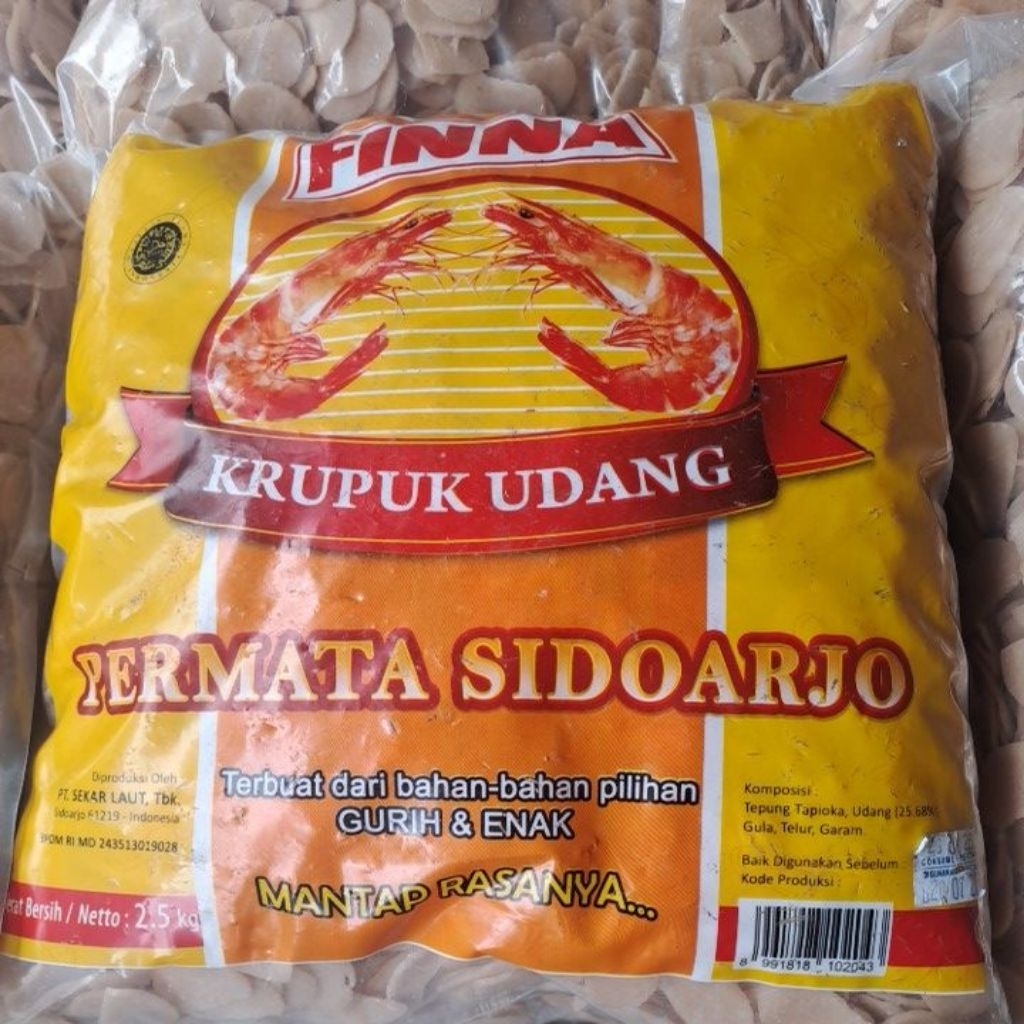 FINNA
KRUPUK UDANG
PERMATA SIDOARJO
Terbuat dari bahan-bahan pilihan
GURIH & ENAK
MANTAP RASANYA...
Diproduksi Oleh
PT. SEKAR LAUT, Tbk.
Sidoarjo 61219 - Indonesia
BPOM RI MD 243513019028
Bersih / Netto : 2.5 kg
Komposisi :
Tepung Tapioka, Udang (25.68%
Gula, Telur, Garam.
Baik Digunakan Sebelum :
Kode Produksi :
8 991818 102043